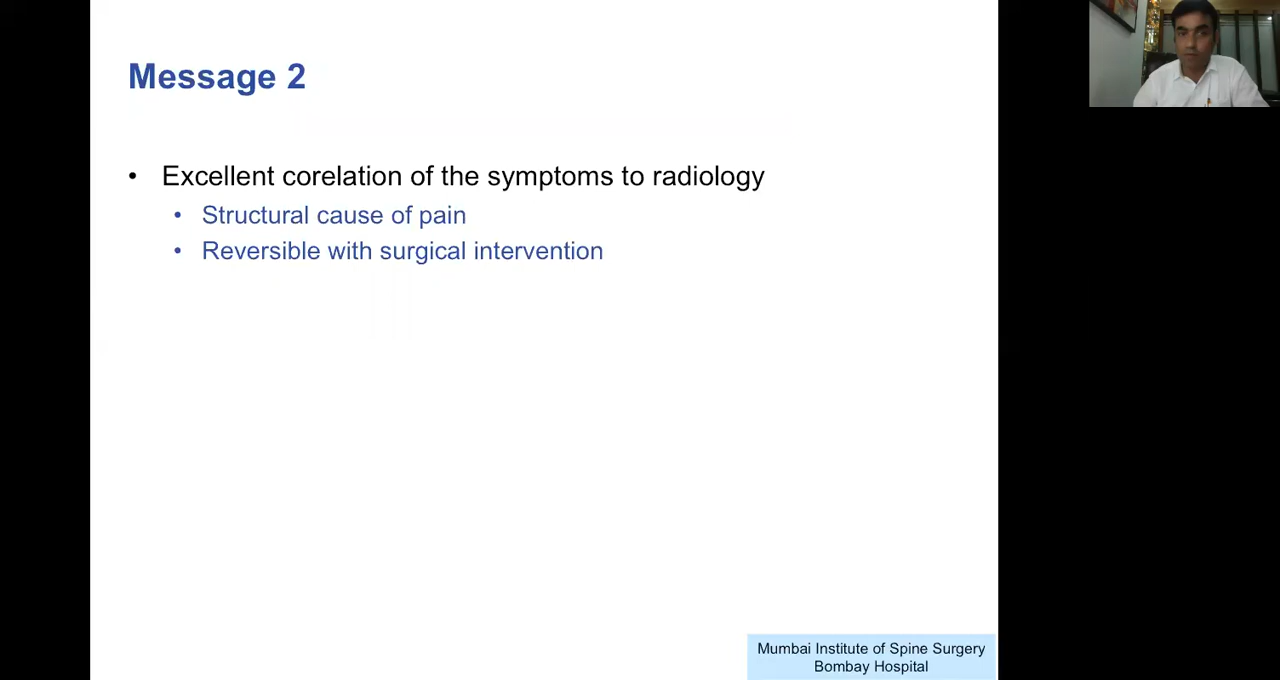 Message 2
• Excellent corelation of the symptoms to radiology
• Structural cause of pain
• Reversible with surgical intervention
Mumbai Institute of Spine Surgery
Bombay Hospital